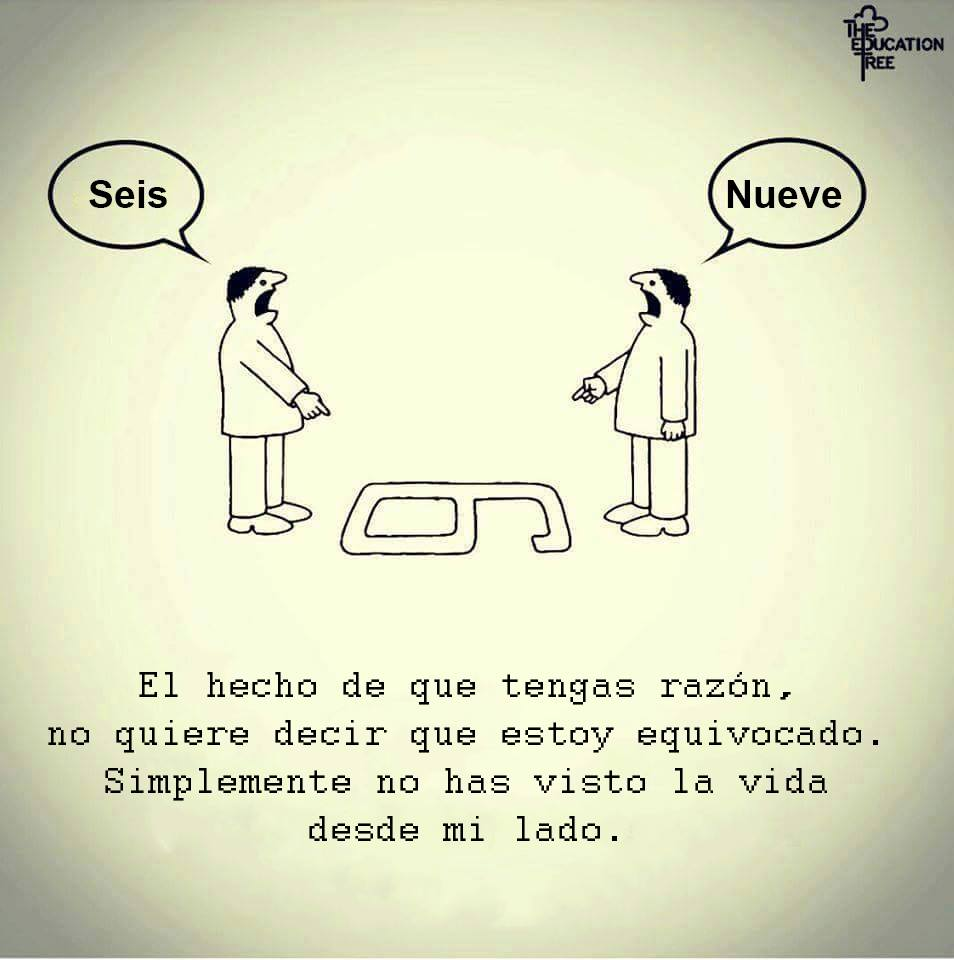 THE
EDUCATION
TREE
Seis
Nueve
El hecho de que tengas razón,
no quiere decir que estoy equivocado.
Simplemente no has visto la vida
desde mi lado.